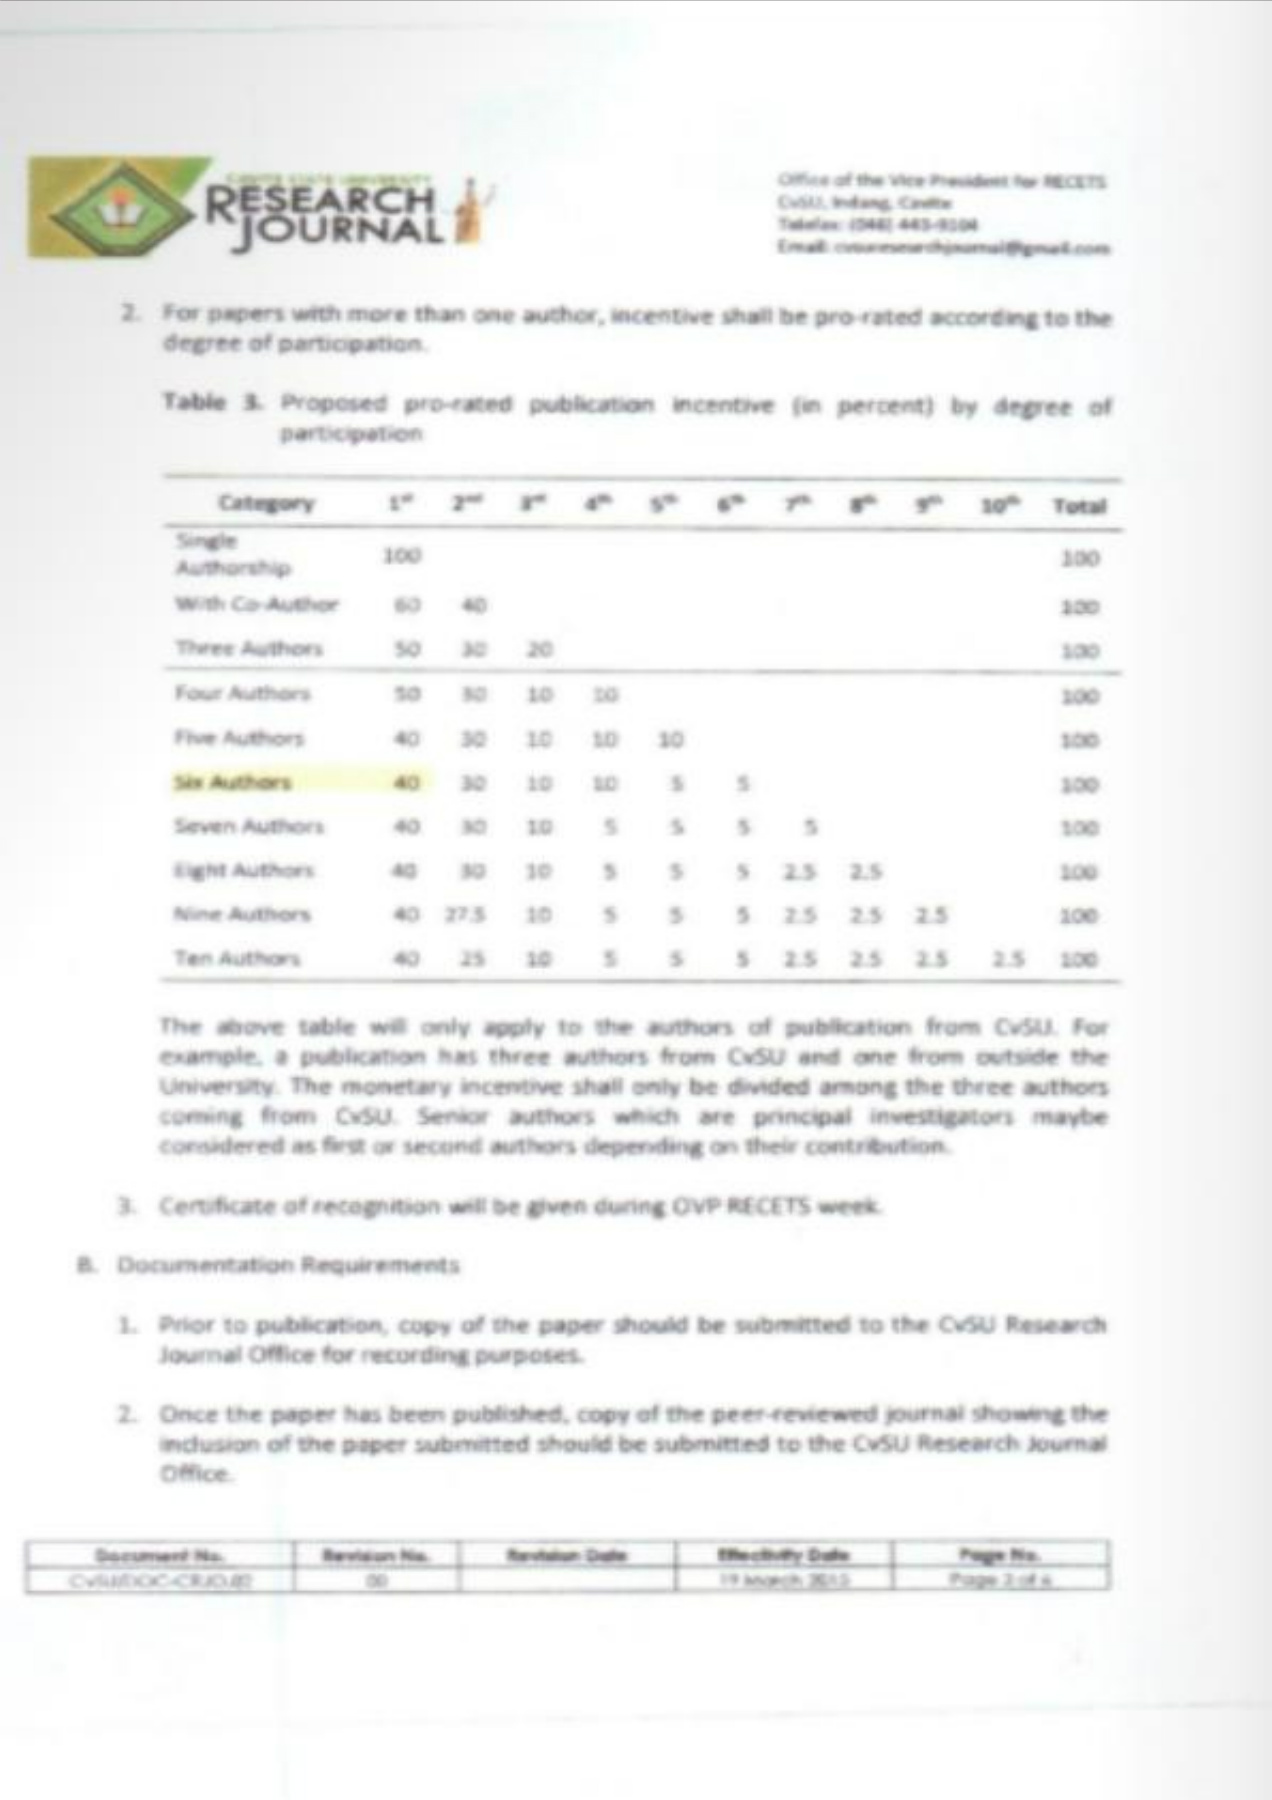 CAVITE STATE UNIVERSITY
RESEARCH
JOURNAL
Office of the Vice President for RECETS
CvSU, Indang, Cavite
Telefax: (046) 445-9104
Email: cvsuresearchjournal@gmail.com
2. For papers with more than one author, incentive shall be pro-rated according to the
degree of participation.
Table 3. Proposed pro-rated publication incentive (in percent) by degree of
participation
Category 1st 2nd 3rd 4th 5th 6th 7th 8th 9th 10th Total
Single
Authorship 100 100
With Co-Author 60 40 100
Three Authors 50 30 20 100
Four Authors 50 30 10 10 100
Five Authors 40 30 10 10 10 100
Six Authors 40 30 10 10 5 5 100
Seven Authors 40 30 10 5 5 5 5 100
Eight Authors 40 30 10 5 5 5 2.5 2.5 100
Nine Authors 40 27.5 10 5 5 5 2.5 2.5 2.5 100
Ten Authors 40 25 10 5 5 5 2.5 2.5 2.5 2.5 100
The above table will only apply to the authors of publication from CvSU. For
example, a publication has three authors from CvSU and one from outside the
University. The monetary incentive shall only be divided among the three authors
coming from CvSU. Senior authors which are principal investigators maybe
considered as first or second authors depending on their contribution.
3. Certificate of recognition will be given during OVP RECETS week.
B. Documentation Requirements
1. Prior to publication, copy of the paper should be submitted to the CvSU Research
Journal Office for recording purposes.
2. Once the paper has been published, copy of the peer-reviewed journal showing the
inclusion of the paper submitted should be submitted to the CvSU Research Journal
Office.
Document No. Revision No. Revision Date Effectivity Date Page No.
00 19 March Page of 6